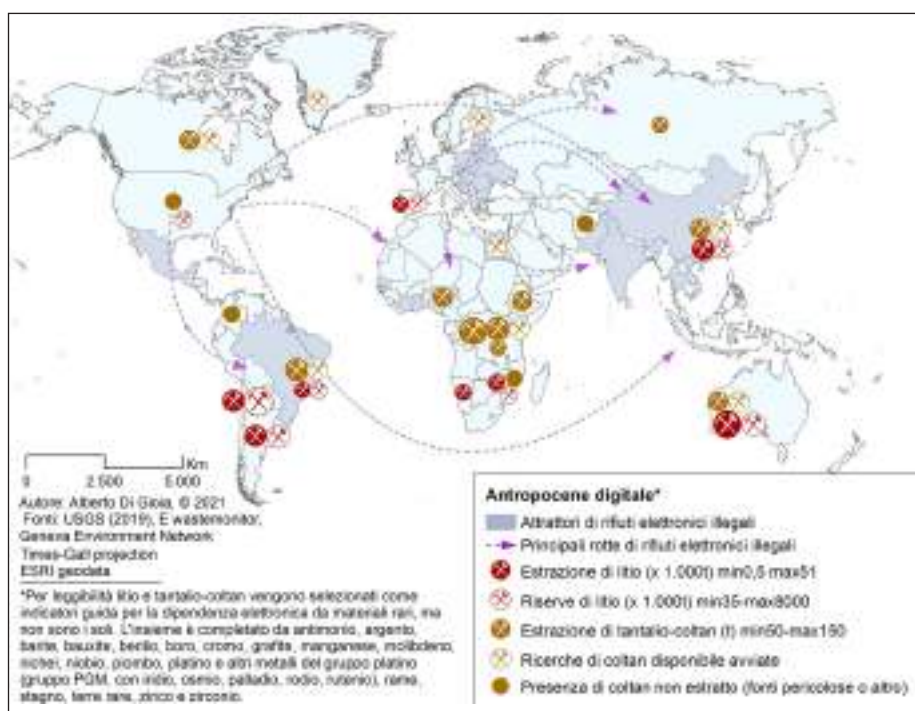 Km
0 2.500 5.000
Autore: Alberto Di Gioia, © 2021
Fonti: USGS (2019), E wastemonitor,
Geneva Environment Network
Times-Gall projection
ESRI geodata
*Per leggibilità litio e tantalio-coltan vengono selezionati come
indicatori guida per la dipendenza elettronica da materiali rari, ma
non sono i soli. L'insieme è completato da antimonio, argento,
barite, bauxite, berillo, boro, cromo, grafite, manganese, molibdeno,
nichel, niobio, piombo, platino e altri metalli del gruppo platino
(gruppo PGM, con iridio, osmio, palladio, rodio, rutenio), rame,
stagno, terre rare, zinco e zirconio.
Antropocene digitale*
Attrattori di rifiuti elettronici illegali
Principali rotte di rifiuti elettronici illegali
Estrazione di litio (x 1.000t) min0,5-max51
Riserve di litio (x 1.000t) min35-max8000
Estrazione di tantalio-coltan (t) min50-max150
Ricerche di coltan disponibile avviate
Presenza di coltan non estratto (fonti pericolose o altro)